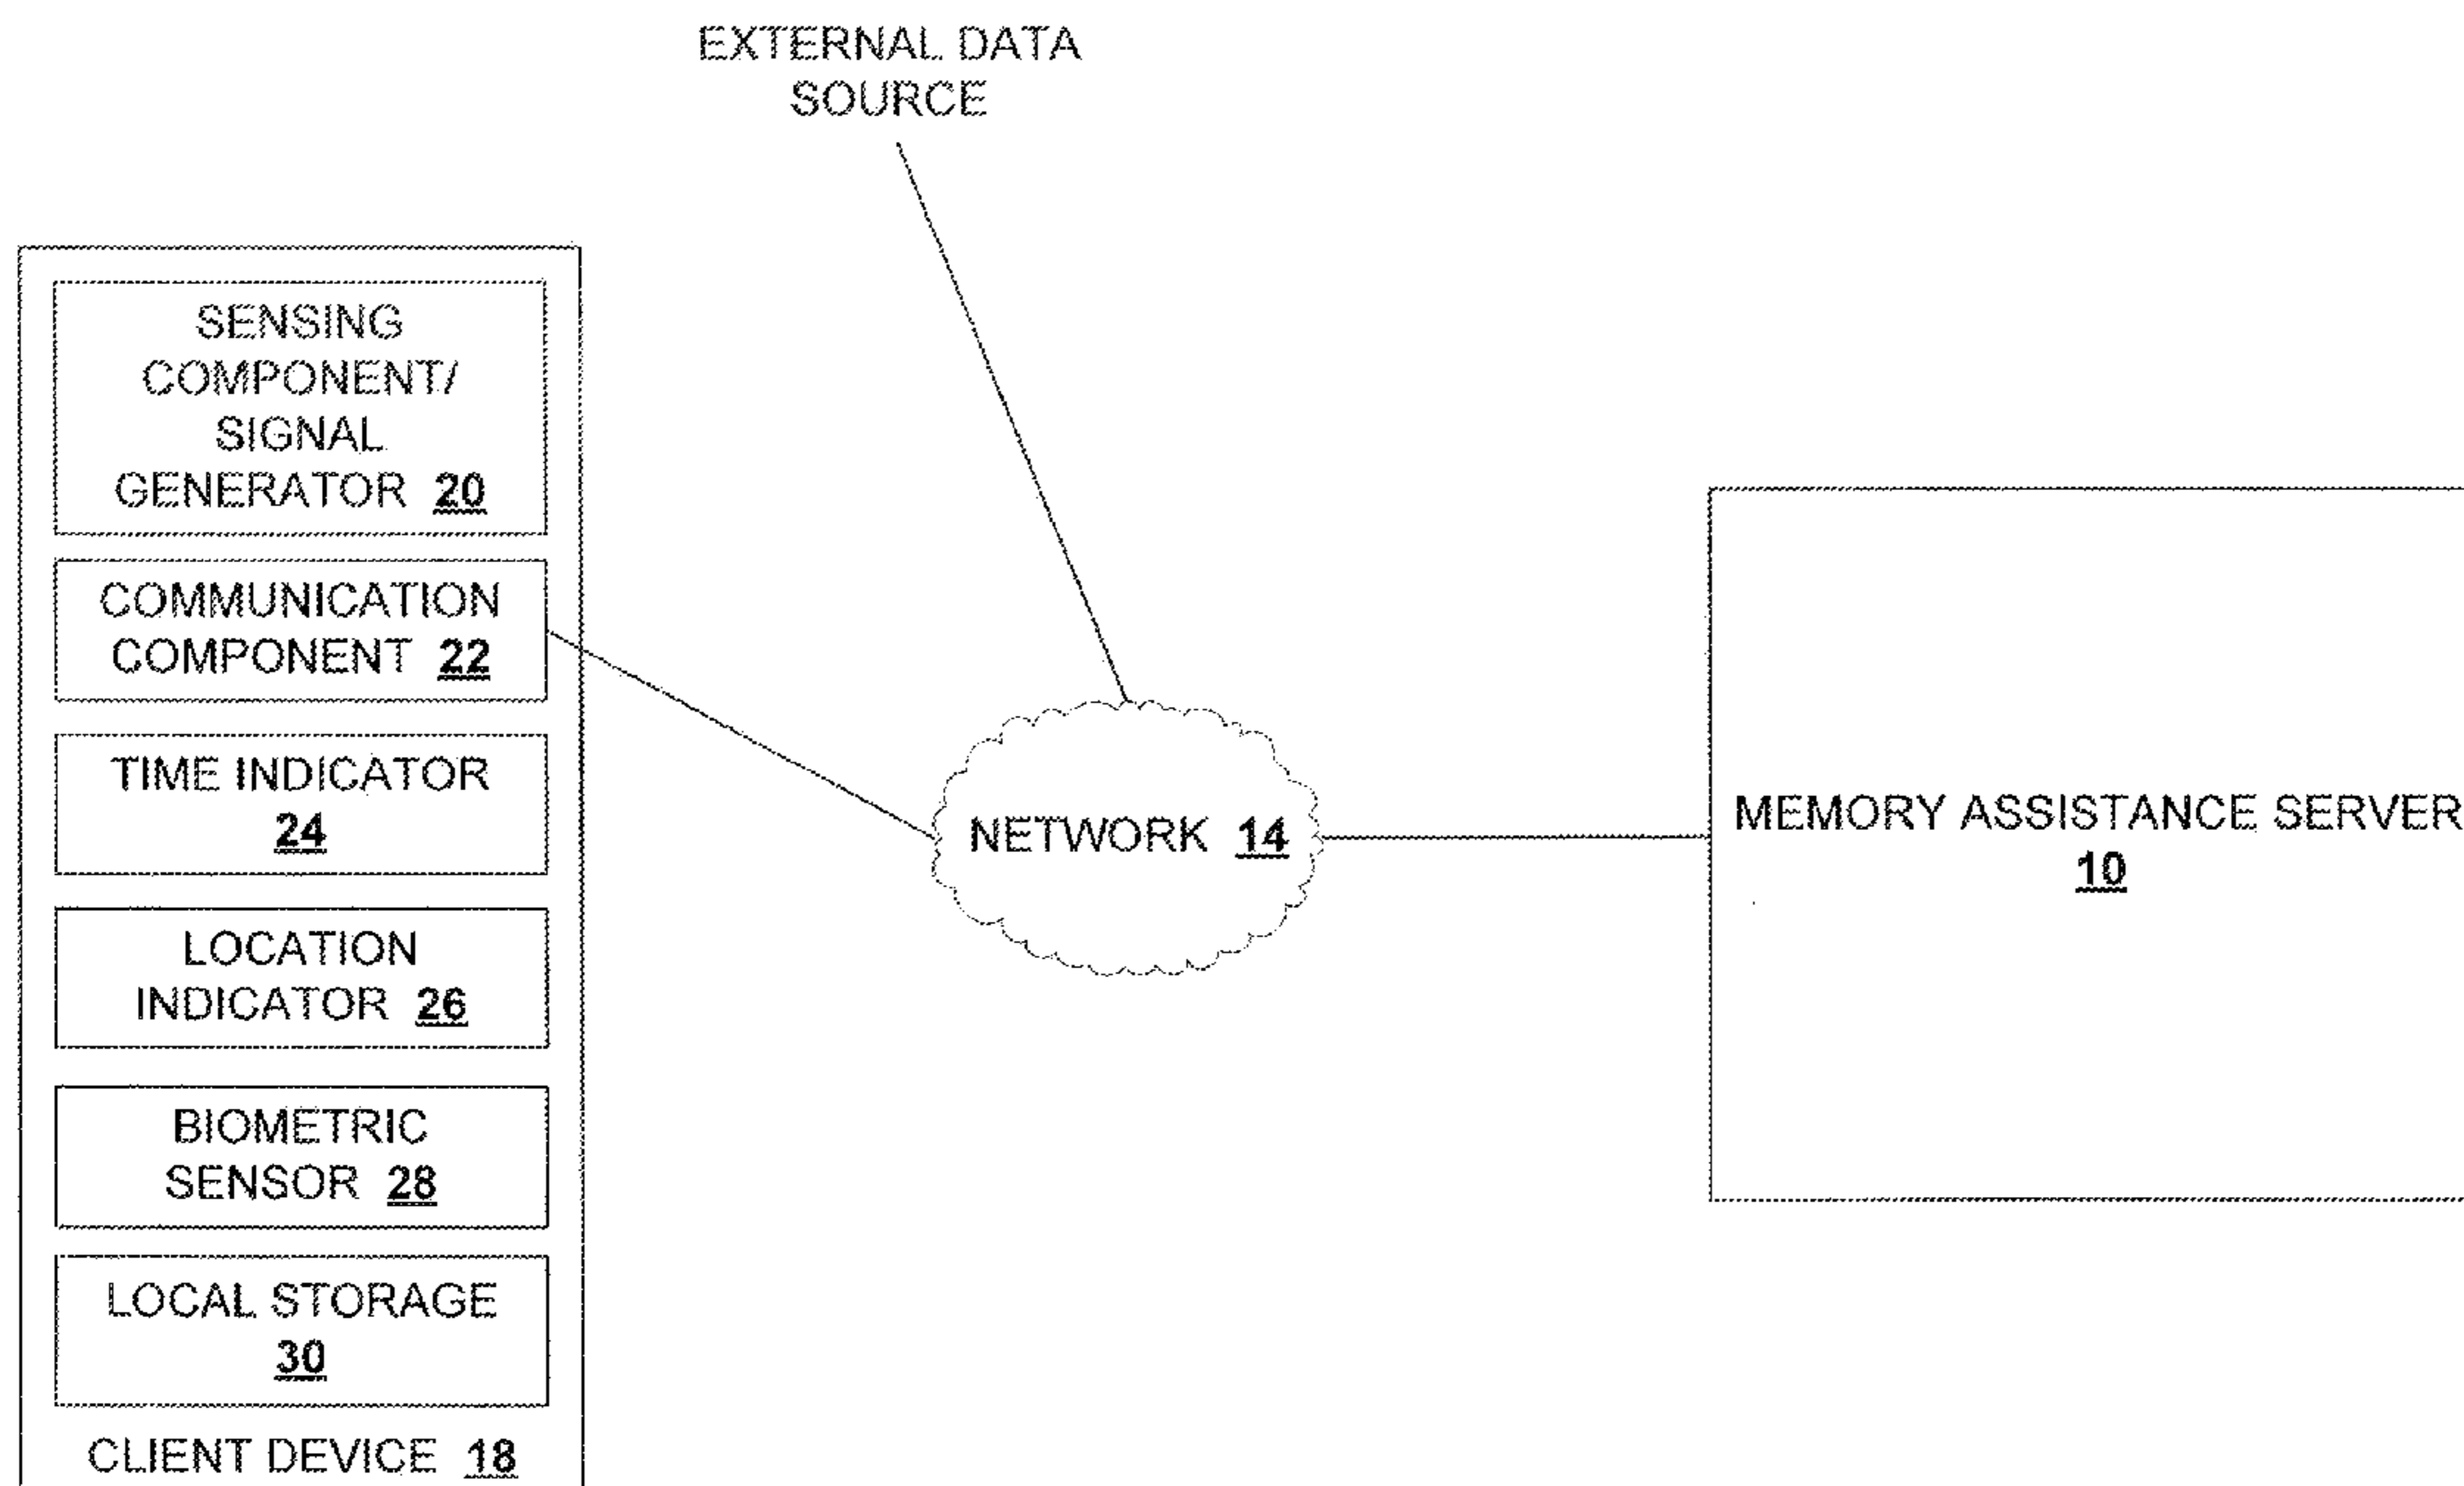 EXTERNAL DATA
SOURCE
SENSING
COMPONENT/
SIGNAL
GENERATOR 20
COMMUNICATION
COMPONENT 22
TIME INDICATOR
24
LOCATION
INDICATOR 26
BIOMETRIC
SENSOR 28
LOCAL STORAGE
30
CLIENT DEVICE 18
NETWORK 14
MEMORY ASSISTANCE SERVER
10